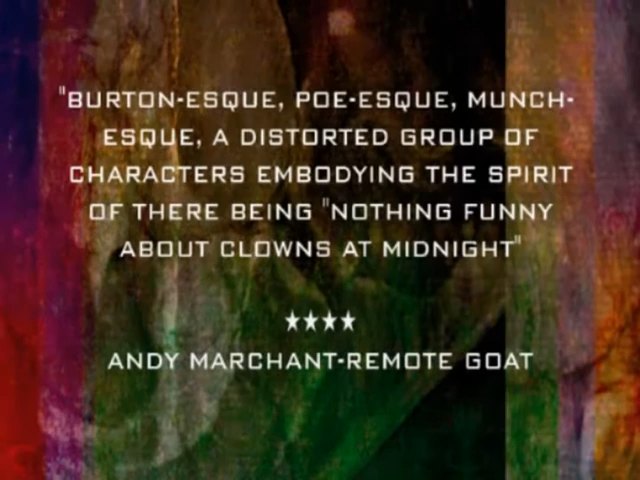 "BURTON-ESQUE, POE-ESQUE, MUNCH-
ESQUE, A DISTORTED GROUP OF
CHARACTERS EMBODYING THE SPIRIT
OF THERE BEING "NOTHING FUNNY
ABOUT CLOWNS AT MIDNIGHT"
★★★★
ANDY MARCHANT-REMOTE GOAT